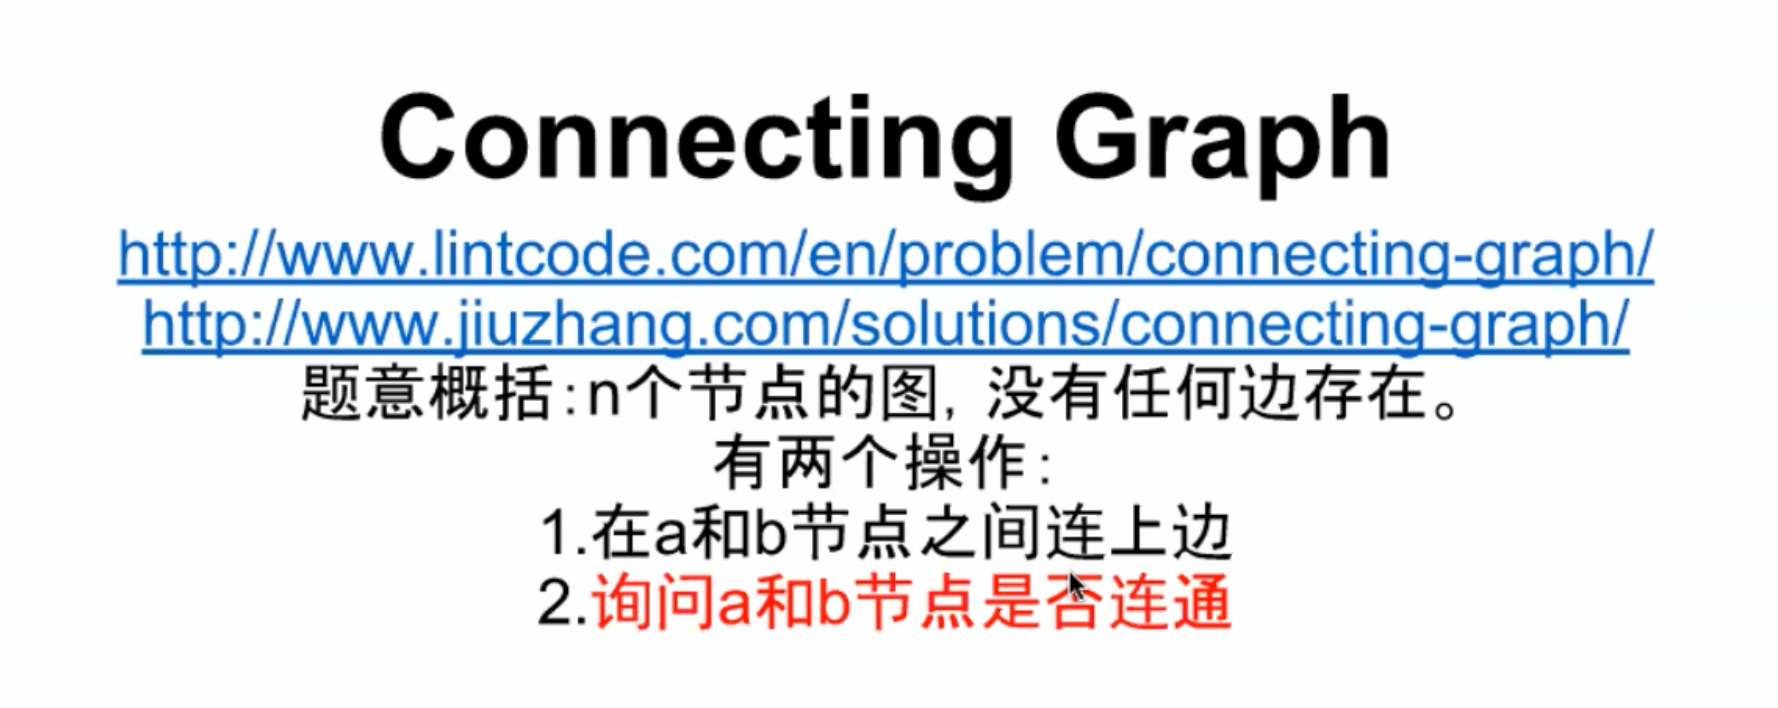 Connecting Graph
http://www.lintcode.com/en/problem/connecting-graph/
http://www.jiuzhang.com/solutions/connecting-graph/
题意概括:n个节点的图, 没有任何边存在。
有两个操作:
1.在a和b节点之间连上边
2.询问a和b节点是否连通